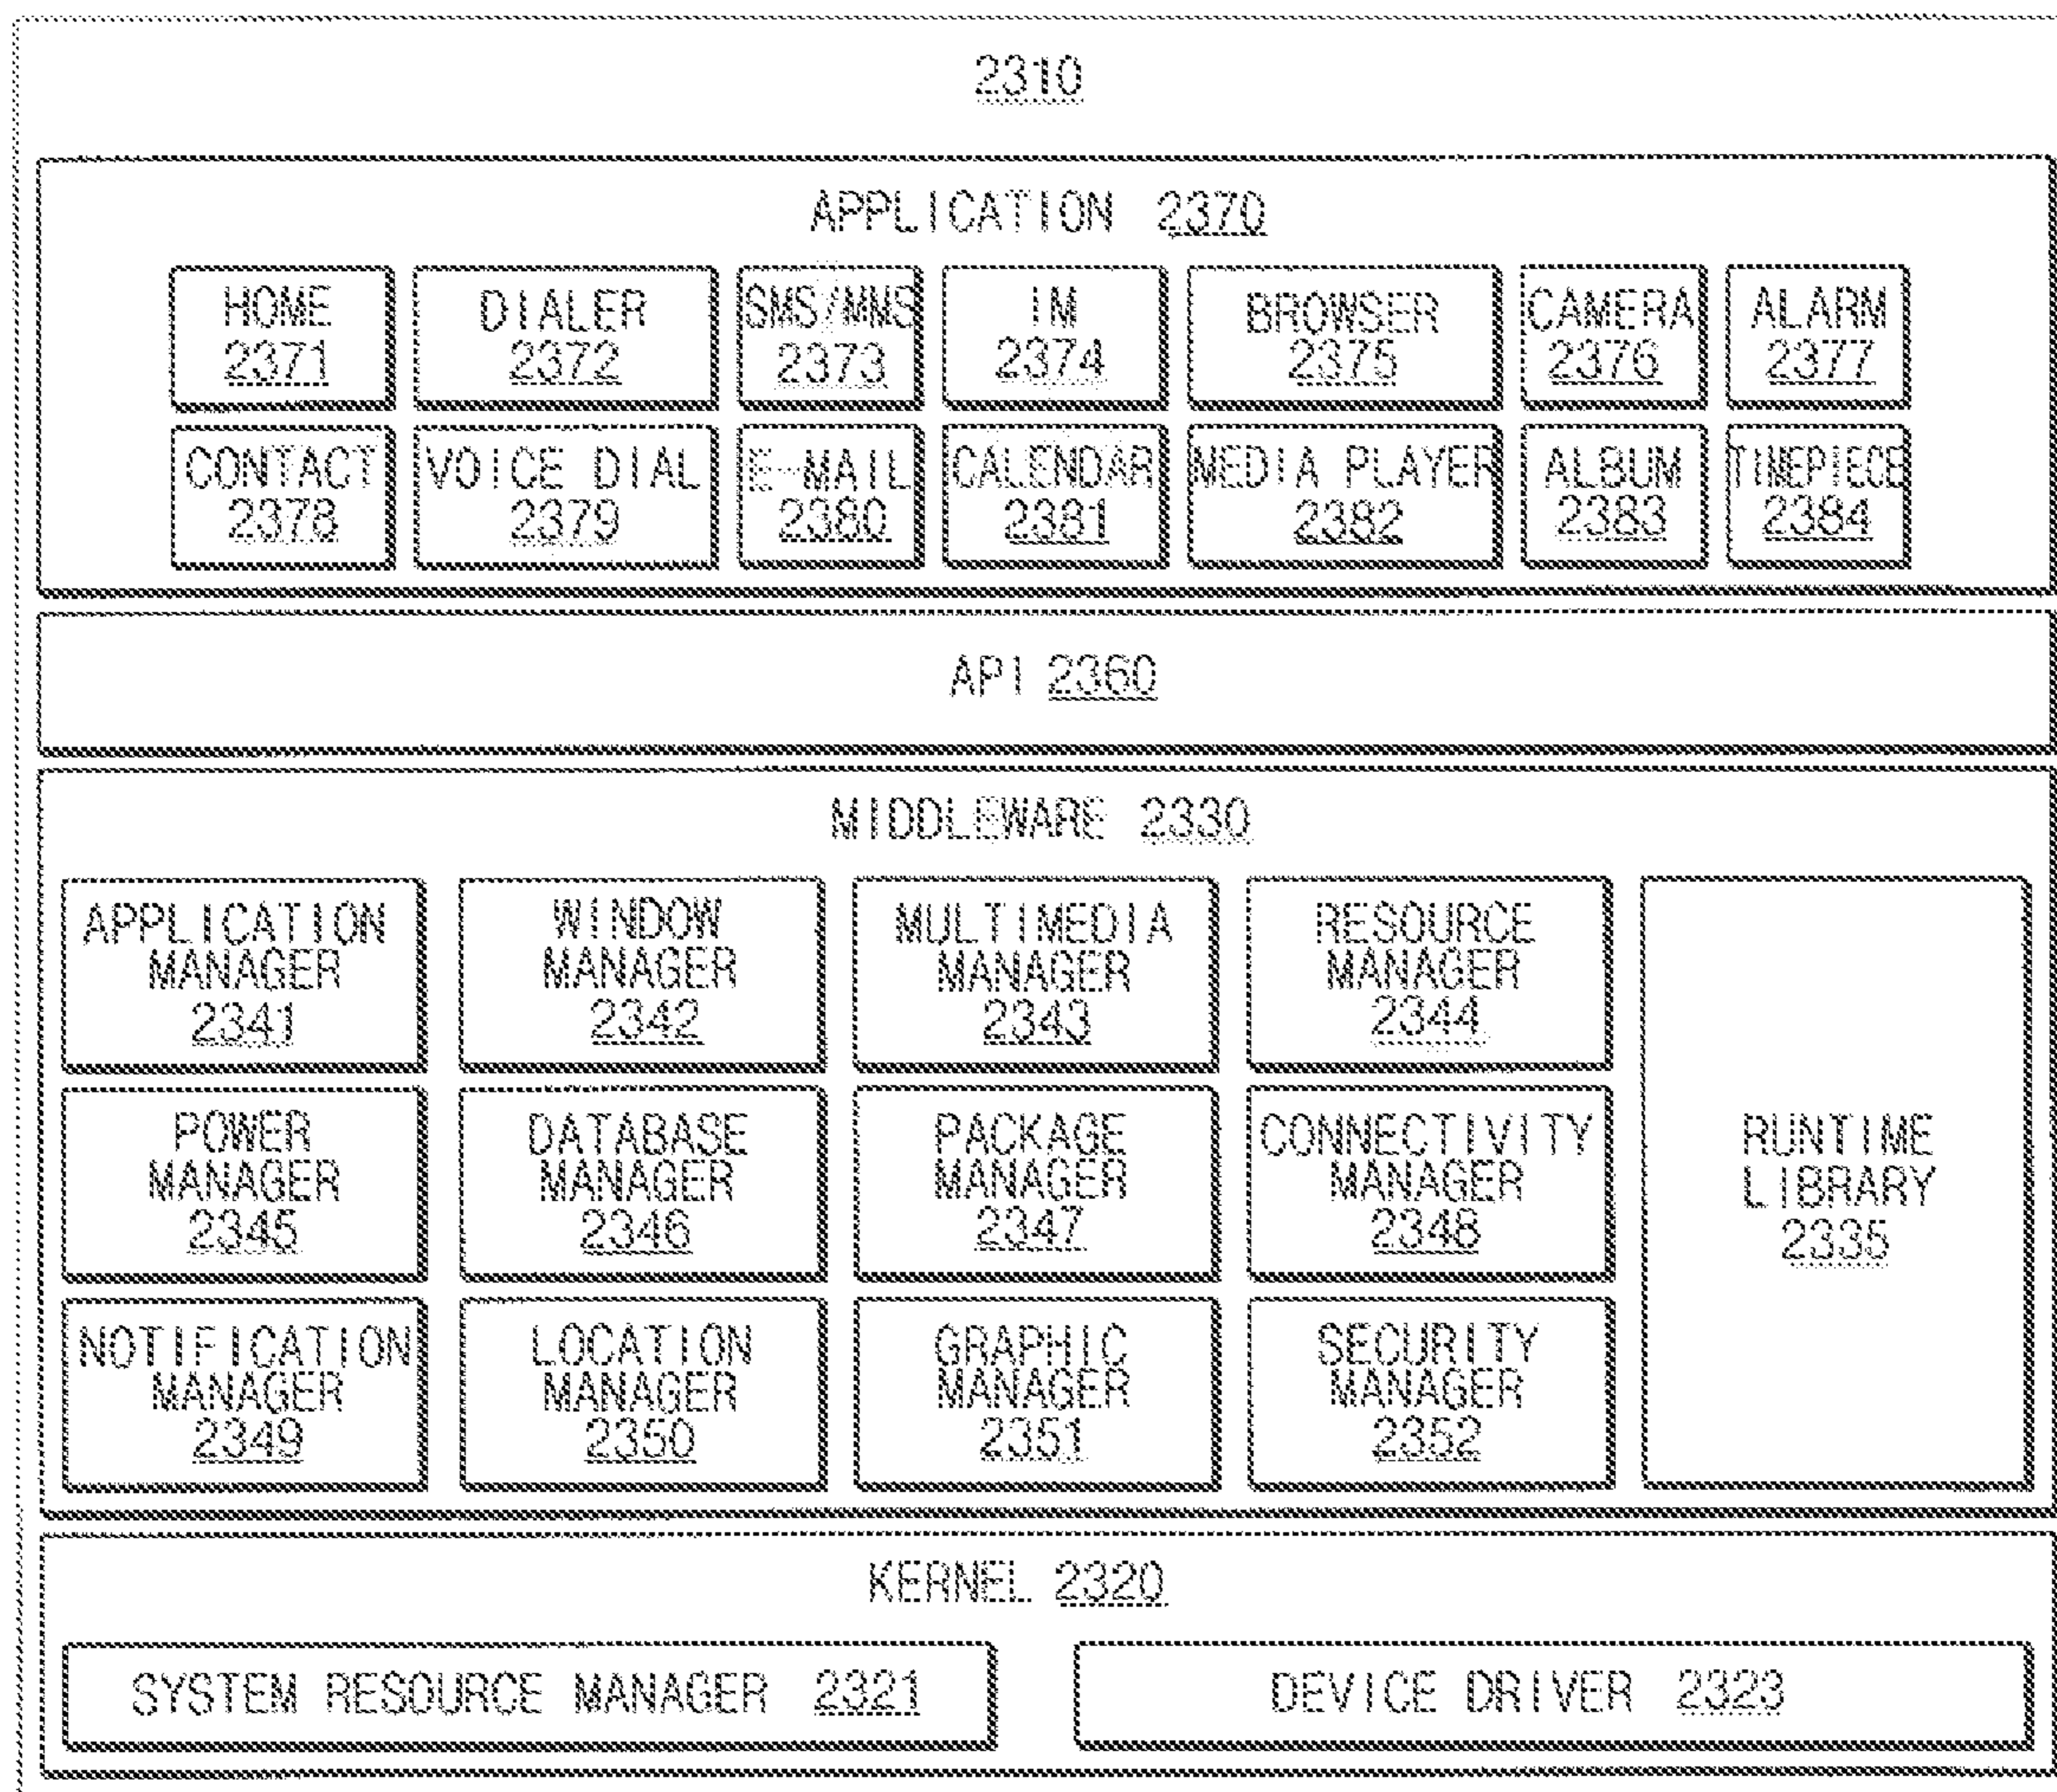 2310
APPLICATION 2370
HOME
2371
DIALER
2372
SMS/MMS
2373
IM
2374
BROWSER
2375
CAMERA
2376
ALARM
2377
CONTACT
2378
VOICE DIAL
2379
E-MAIL
2380
CALENDAR
2381
MEDIA PLAYER
2382
ALBUM
2383
TIMEPIECE
2384
API 2360
MIDDLEWARE 2330
APPLICATION
MANAGER
2341
WINDOW
MANAGER
2342
MULTIMEDIA
MANAGER
2343
RESOURCE
MANAGER
2344
POWER
MANAGER
2345
DATABASE
MANAGER
2346
PACKAGE
MANAGER
2347
CONNECTIVITY
MANAGER
2348
NOTIFICATION
MANAGER
2349
LOCATION
MANAGER
2350
GRAPHIC
MANAGER
2351
SECURITY
MANAGER
2352
RUNTIME
LIBRARY
2335
KERNEL 2320
SYSTEM RESOURCE MANAGER 2321
DEVICE DRIVER 2323